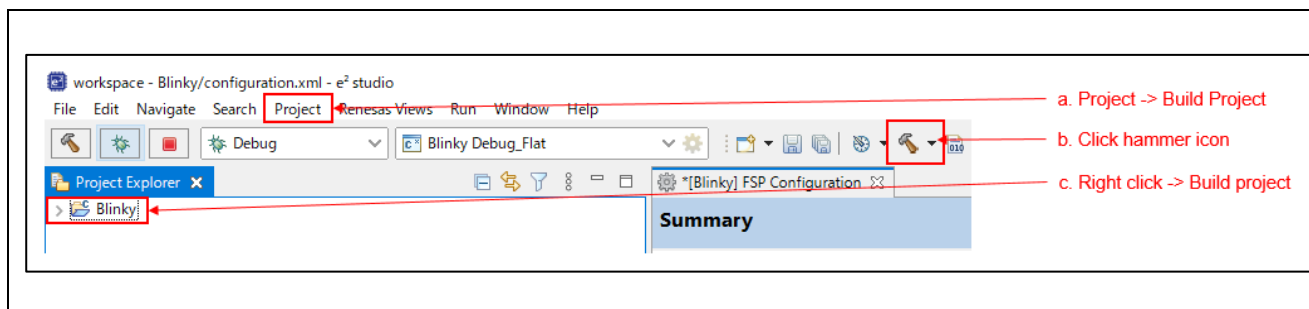 workspace - Blinky/configuration.xml - e² studio
File Edit Navigate Search Project Renesas Views Run Window Help
a. Project -> Build Project
Debug
Blinky Debug_Flat
010
b. Click hammer icon
Project Explorer
*[Blinky] FSP Configuration
c. Right click -> Build project
Blinky
Summary